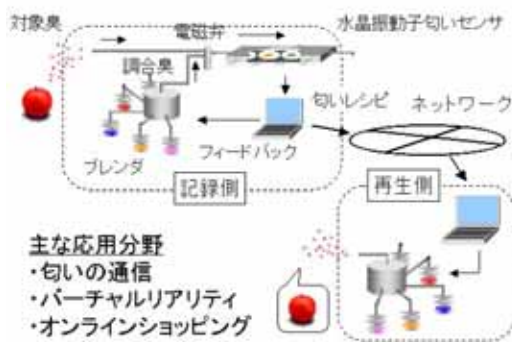 対象臭
電磁弁
水晶振動子匂いセンサ
調合臭
匂いレシピ
ネットワーク
ブレンダ
フィードバック
記録側
再生側
主な応用分野
・匂いの通信
・バーチャルリアリティ
・オンラインショッピング